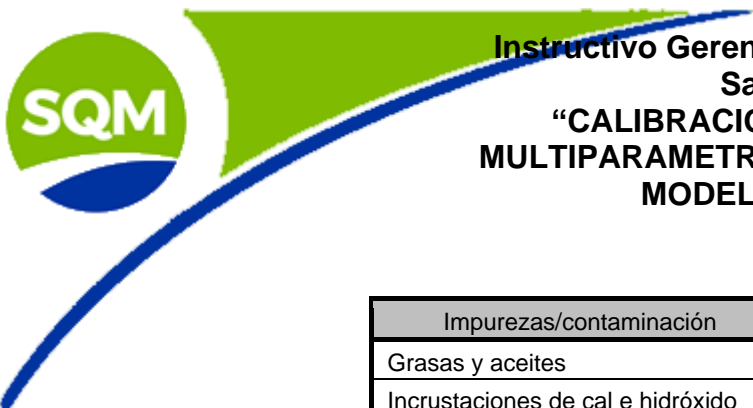 Instructivo Geren
Sa
“CALIBRACIO
MULTIPARAMETR
MODEL
SQM
Impurezas/contaminación
Grasas y aceites
Incrustaciones de cal e hidróxido